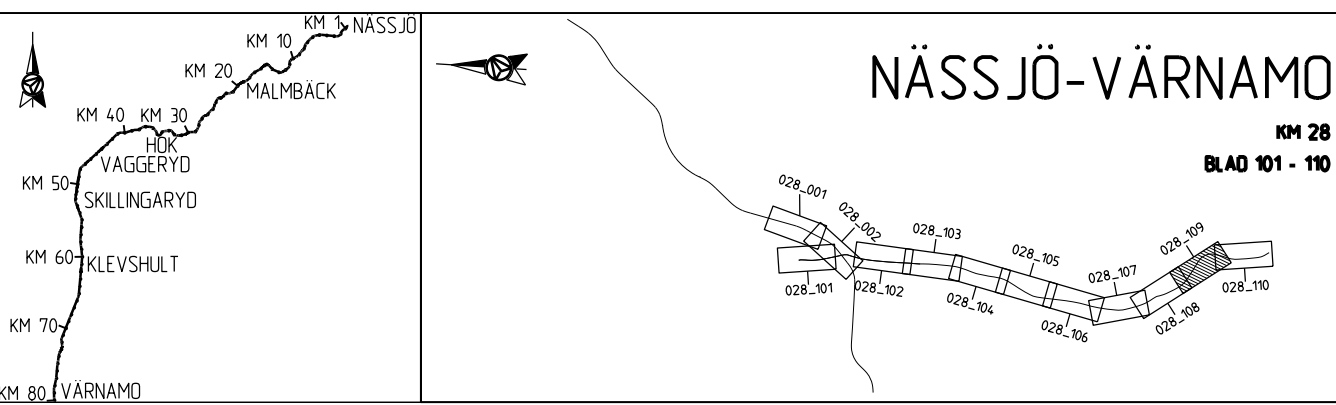 KM 1
NÄSSJÖ
KM 10
KM 20
MALMBÄCK
KM 40
KM 30
HOK
VAGGERYD
KM 50
SKILLINGARYD
KM 60
KLEVSHULT
KM 70
KM 80
VÄRNAMO
NÄSSJÖ-VÄRNAMO
KM 28
BLAD 101 - 110
028_001
028_002
028_103
028_105
028_107
028_109
028_101
028_102
028_104
028_106
028_108
028_110